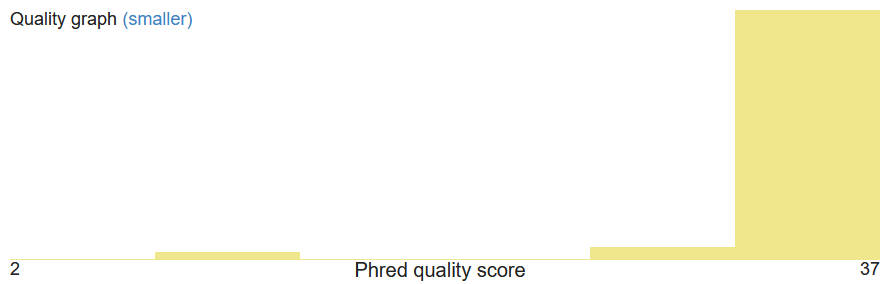 Quality graph (smaller)
2 Phred quality score 37